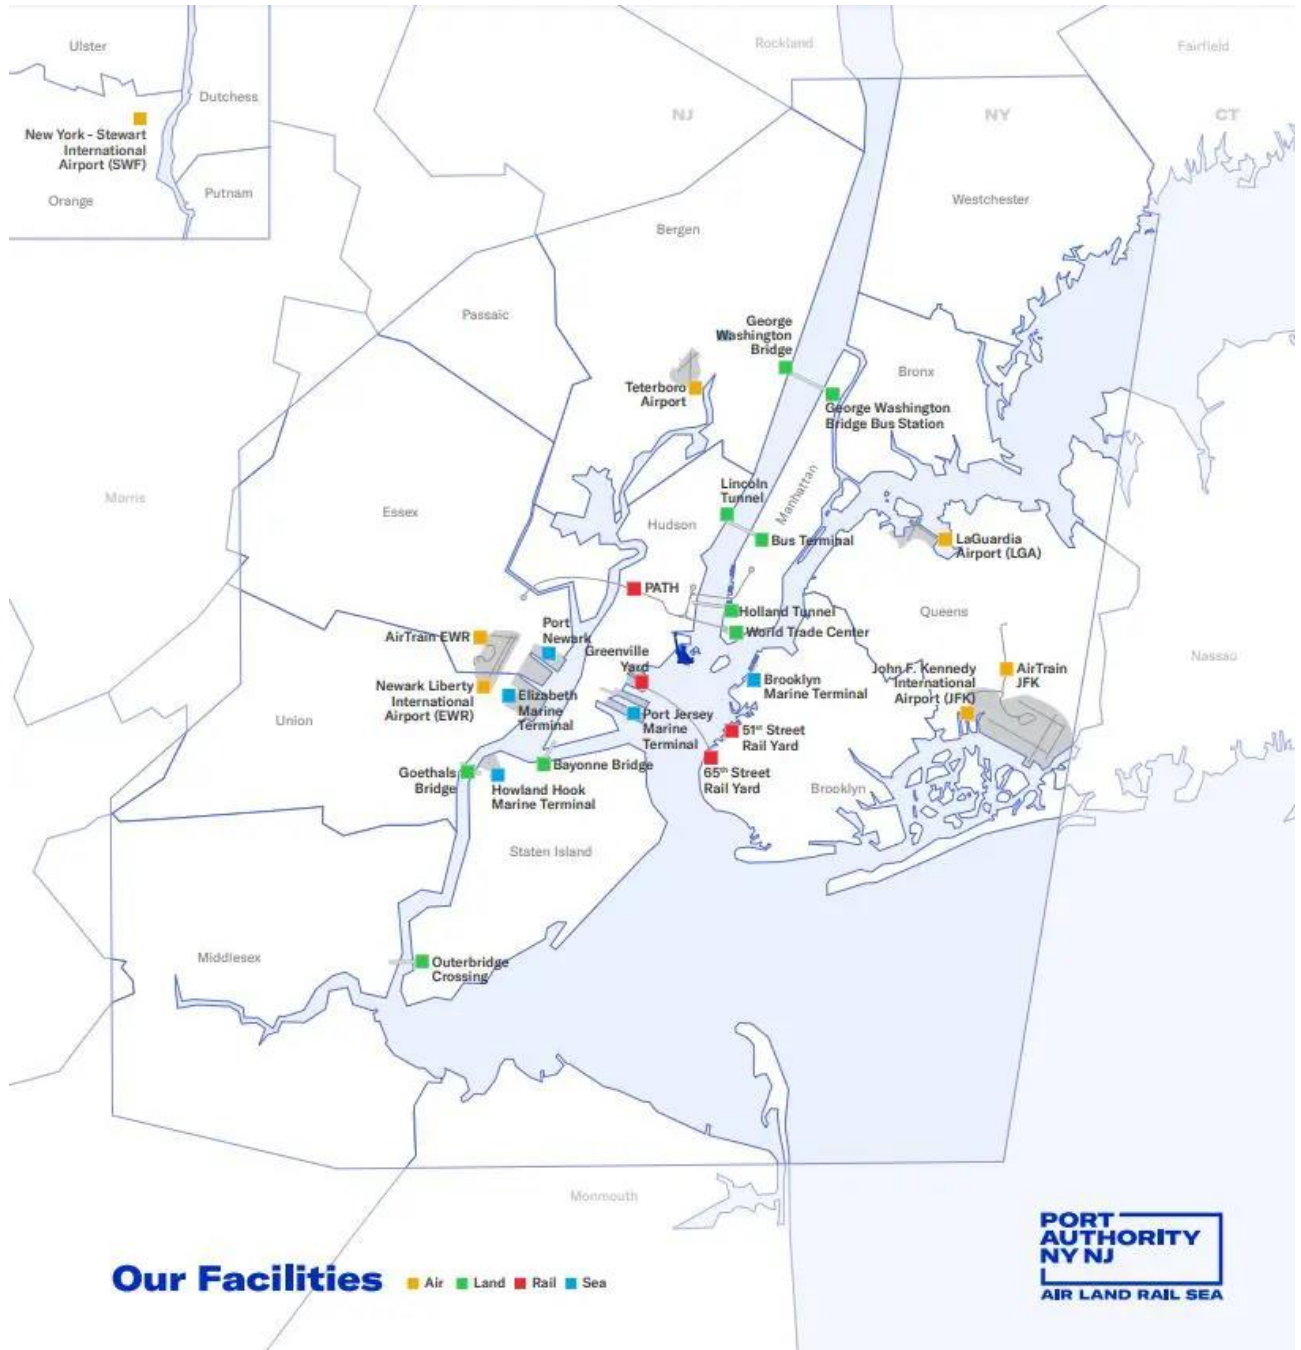 Ulster
Dutchess
New York - Stewart
International
Airport (SWF)
Orange
Putnam
Rockland
Fairfield
NJ
NY
CT
Westchester
Bergen
Passaic
George
Washington
Bridge
Teterboro
Airport
Bronx
George Washington
Bridge Bus Station
Morris
Essex
Lincoln
Tunnel
Manhattan
Hudson
Bus Terminal
LaGuardia
Airport (LGA)
PATH
Holland Tunnel
Queens
World Trade Center
AirTrain EWR
Port
Newark
Greenville
Yard
Nassau
Newark Liberty
International
Airport (EWR)
Elizabeth
Marine
Terminal
Brooklyn
Marine Terminal
John F. Kennedy
International
Airport (JFK)
AirTrain
JFK
Union
Port Jersey
Marine
Terminal
51st Street
Rail Yard
Goethals
Bridge
Bayonne Bridge
65th Street
Rail Yard
Howland Hook
Marine Terminal
Brooklyn
Staten Island
Middlesex
Outerbridge
Crossing
Monmouth
Our Facilities
Air
Land
Rail
Sea
PORT
AUTHORITY
NY NJ
AIR LAND RAIL SEA